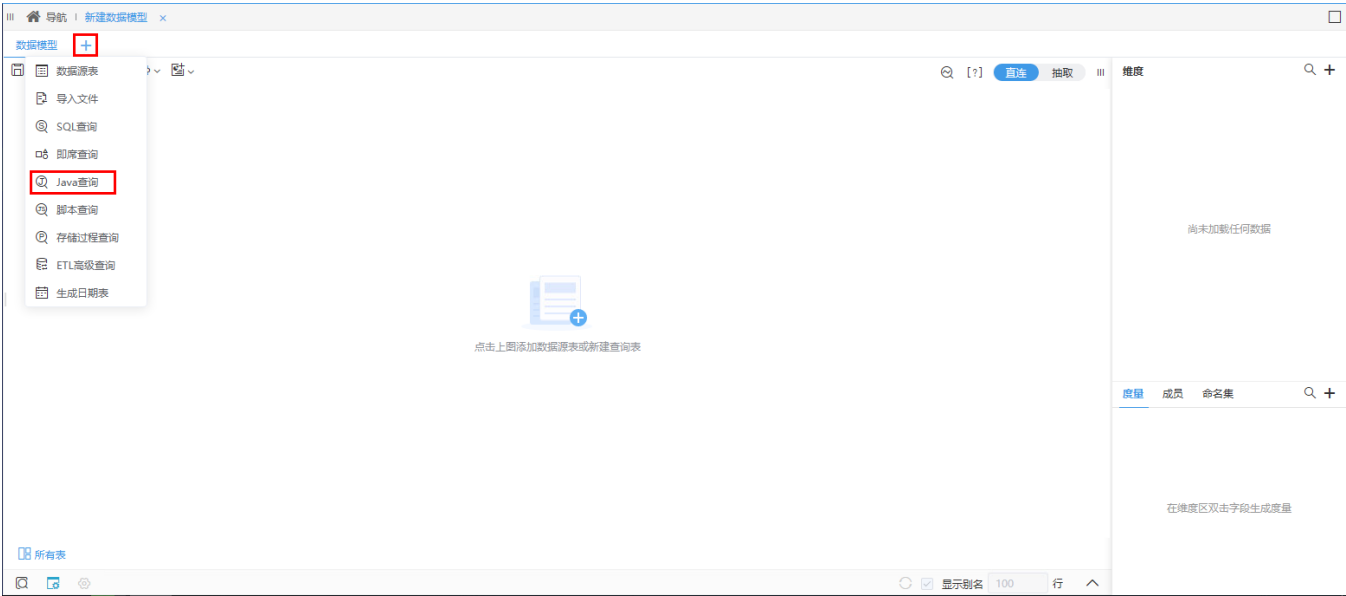 导航 新建数据模型 ×
数据模型 +
数据源表
导入文件
SQL查询
即席查询
Java查询
脚本查询
存储过程查询
ETL高级查询
生成日期表
[?] 直连 抽取
维度
尚未加载任何数据
点击上图添加数据源表或新建查询表
度量 成员 命名集
在维度区双击字段生成度量
所有表
显示别名 100 行